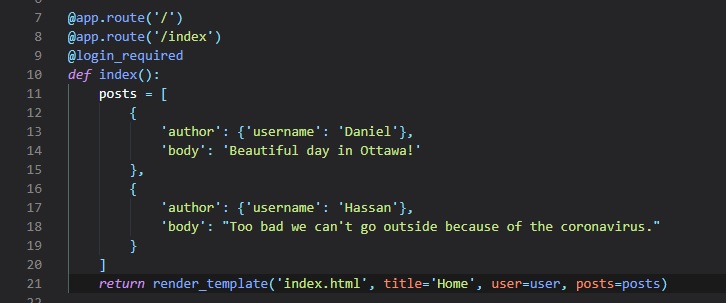 7 @app.route('/')
8 @app.route('/index')
9 @login_required
10 def index():
11     posts = [
12         {
13             'author': {'username': 'Daniel'},
14             'body': 'Beautiful day in Ottawa!'
15         },
16         {
17             'author': {'username': 'Hassan'},
18             'body': "Too bad we can't go outside because of the coronavirus."
19         }
20     ]
21     return render_template('index.html', title='Home', user=user, posts=posts)